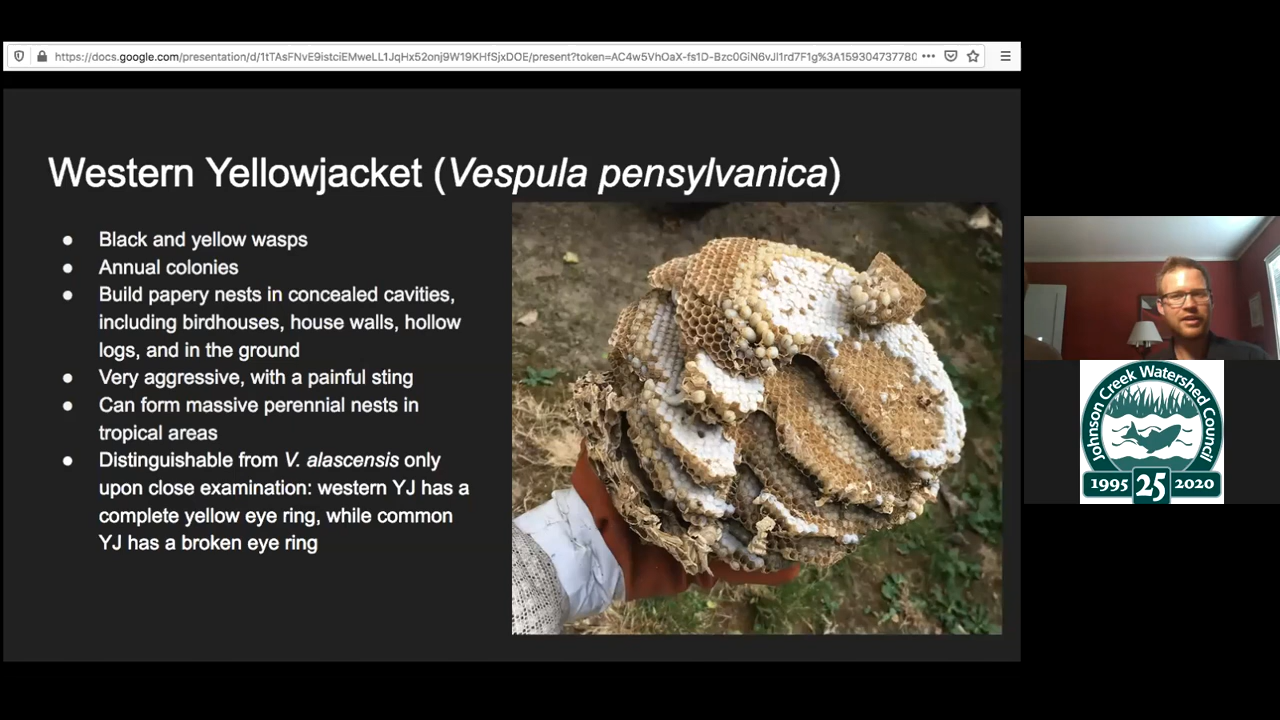 https://docs.google.com/presentation/d/1tTAsFNvE9istciEMweLL1JqHx52onj9W19KHfSjxDOE/present?token=AC4w5VhOaX-fs1D-Bzc0GiN6vJl1rd7F1g%3A159304737780
Western Yellowjacket (Vespula pensylvanica)
● Black and yellow wasps
● Annual colonies
● Build papery nests in concealed cavities,
including birdhouses, house walls, hollow
logs, and in the ground
● Very aggressive, with a painful sting
● Can form massive perennial nests in
tropical areas
● Distinguishable from V. alascensis only
upon close examination: western YJ has a
complete yellow eye ring, while common
YJ has a broken eye ring
Johnson Creek Watershed Council
1995 25 2020